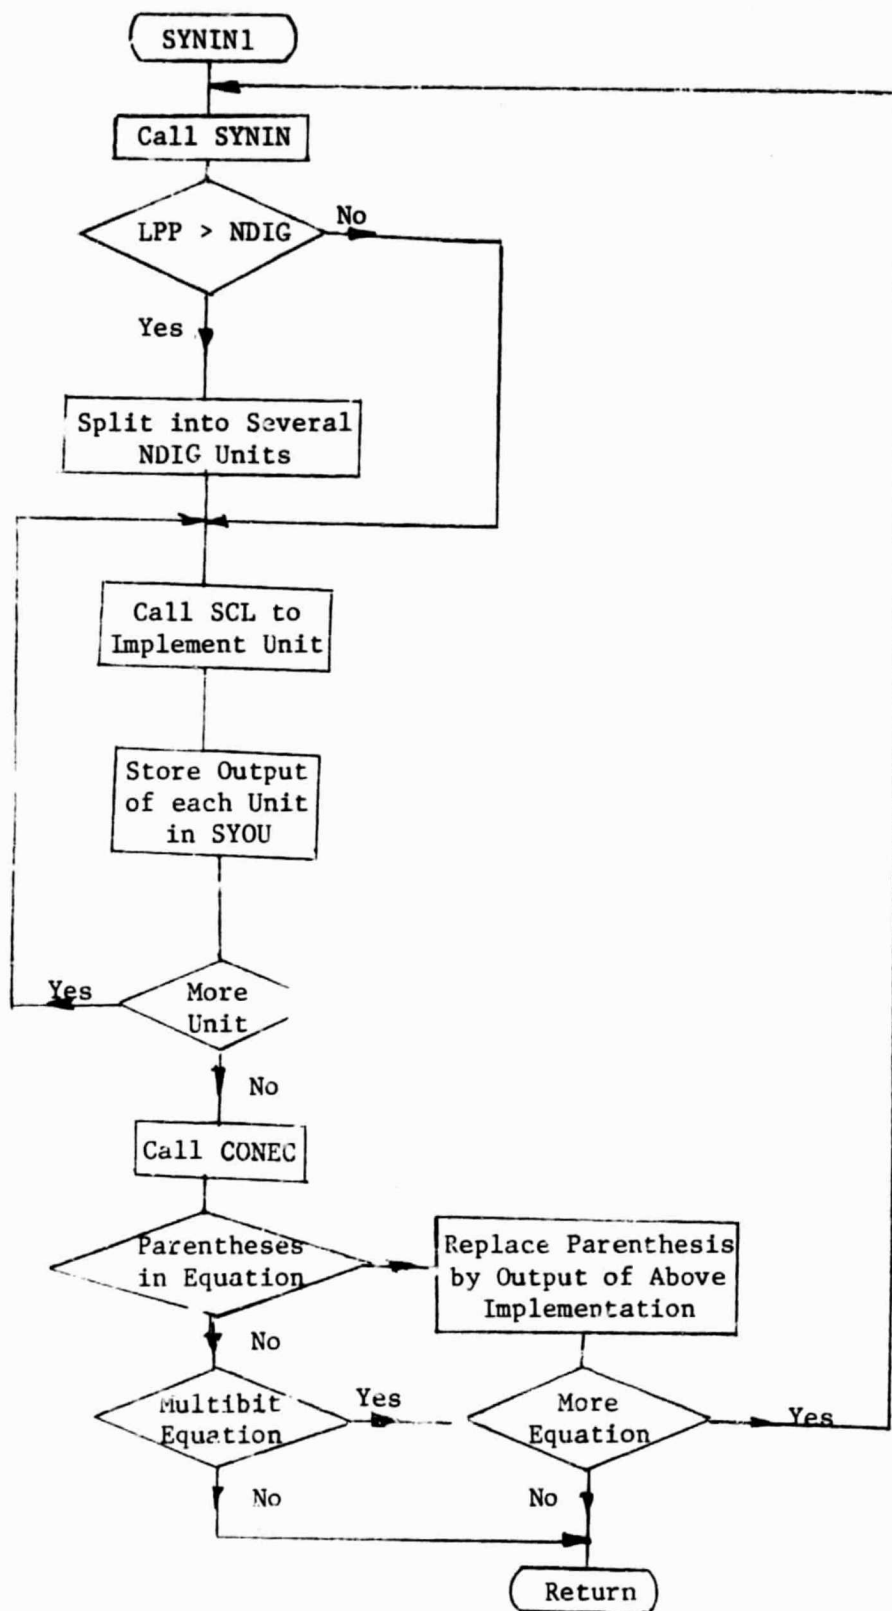 SYNIN1
Call SYNIN
LPP > NDIG
No
Yes
Split into Several
NDIG Units
Call SCL to
Implement Unit
Store Output
of each Unit
in SYOU
Yes
More
Unit
No
Call CONEC
Parentheses
in Equation
Replace Parenthesis
by Output of Above
Implementation
No
Multibit
Equation
Yes
More
Equation
Yes
No
No
Return